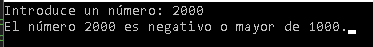 Introduce un número: 2000
El número 2000 es negativo o mayor de 1000.